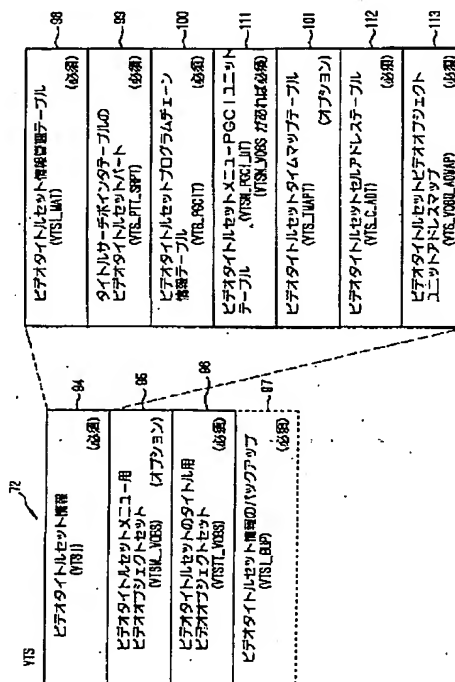 VTS
72
ビデオタイトルセット情報
(VTSI)
(必須)
94
ビデオタイトルセットメニュー用
ビデオオブジェクトセット
(VTSM_VOBS)
(オプション)
95
ビデオタイトルセットのタイトル用
ビデオオブジェクトセット
(VTSTT_VOBS)
(必須)
96
ビデオタイトルセット情報のバックアップ
(VTSI_BUP)
(必須)
97
ビデオタイトルセット情報管理テーブル
(VTSI_MAT)
(必須)
98
タイトルサーチポインタテーブルの
ビデオタイトルセットパート
(VTS_PTT_SRPT)
(必須)
99
ビデオタイトルセットプログラムチェーン
情報テーブル
(VTS_PGCIT)
(必須)
100
ビデオタイトルセットメニューPGCIユニット
テーブル
(VTSM_PGCI_UT)
(VTSM_VOBS があれば必須)
111
ビデオタイトルセットタイムマップテーブル
(VTS_TMAPT)
(オプション)
101
ビデオタイトルセットセルアドレステーブル
(VTS_C_ADT)
(必須)
112
ビデオタイトルセットビデオオブジェクト
ユニットアドレスマップ
(VTS_VOBU_ADMAP)
(必須)
113